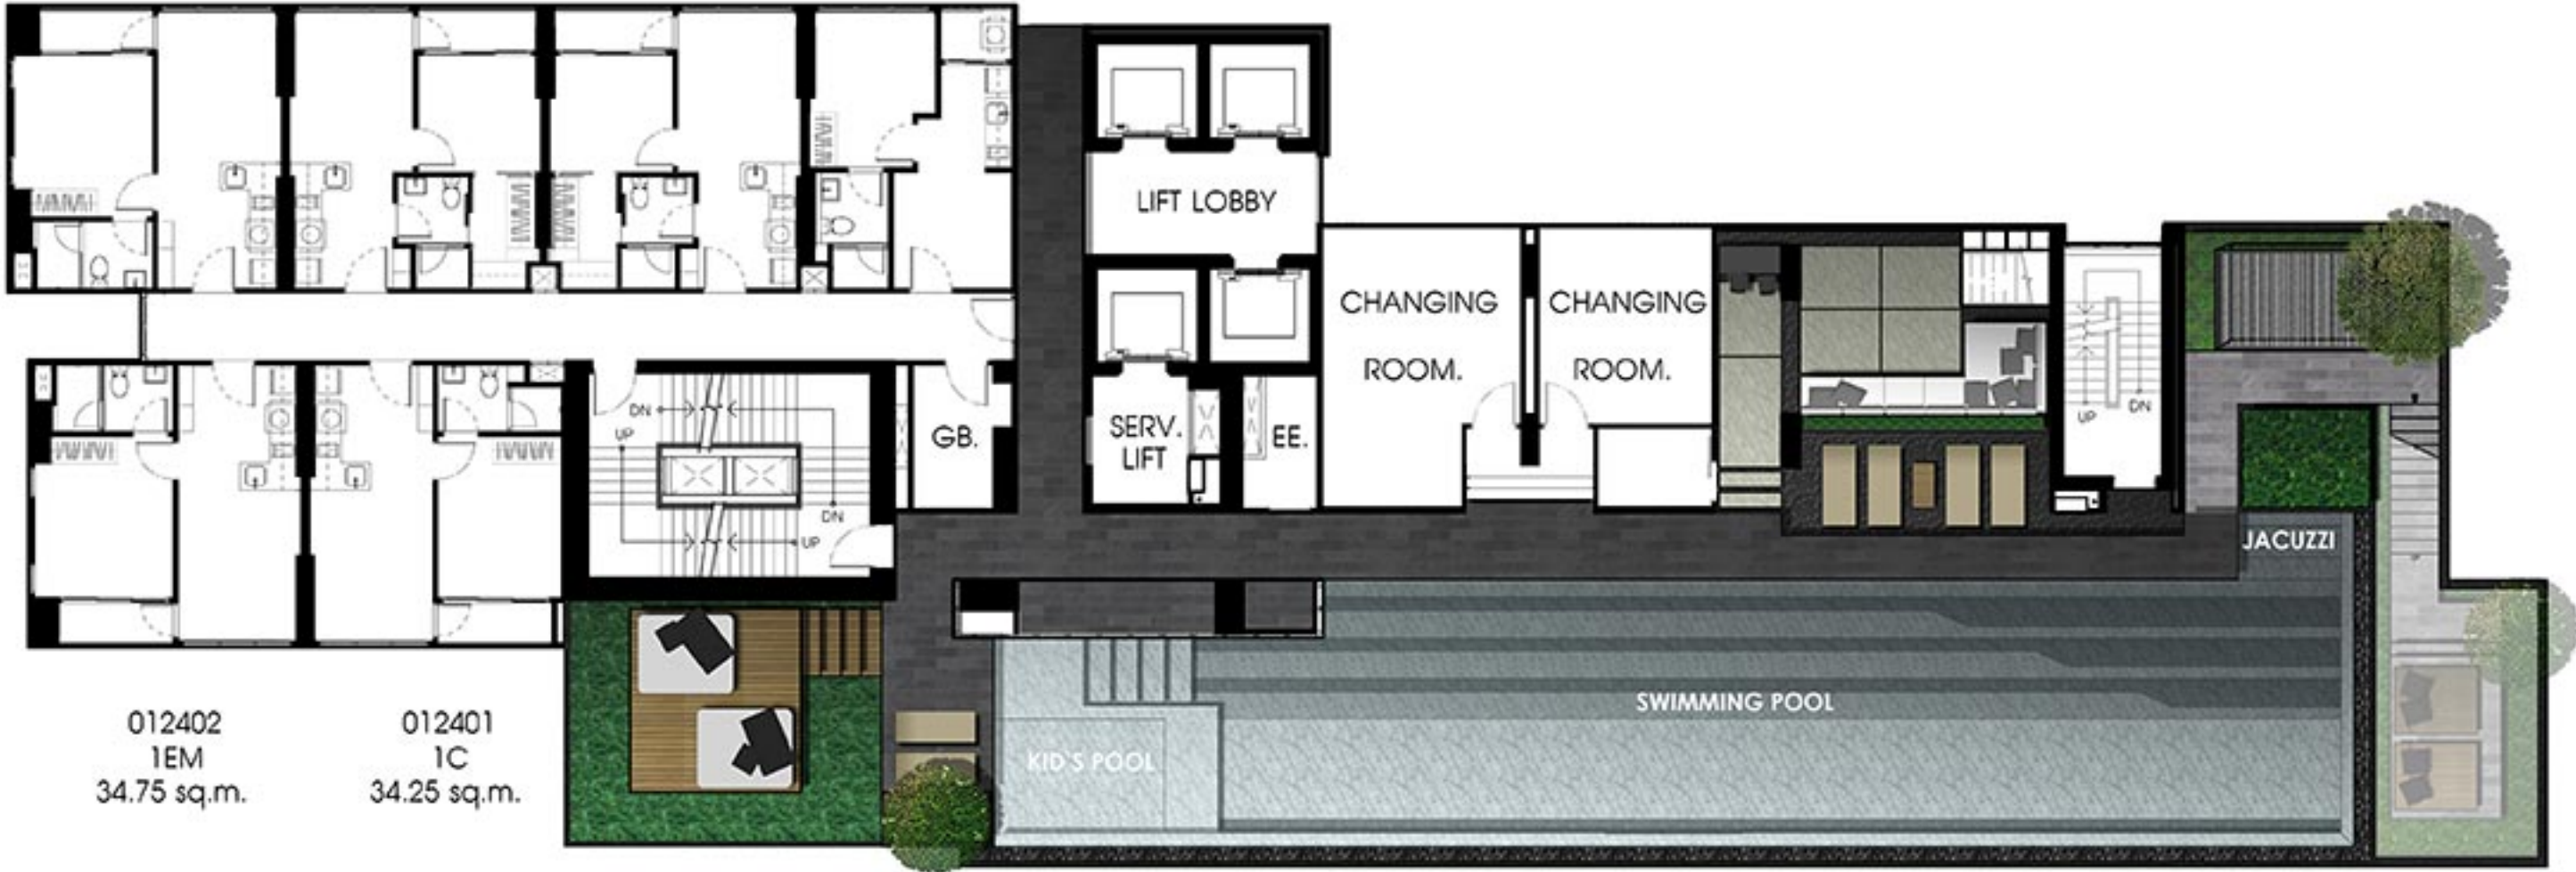 LIFT LOBBY
CHANGING
ROOM.
CHANGING
ROOM.
SERV.
LIFT
EE.
GB.
DN
UP
DN
UP
UP
DN
JACUZZI
SWIMMING POOL
KID'S POOL
012402
1EM
34.75 sq.m.
012401
1C
34.25 sq.m.